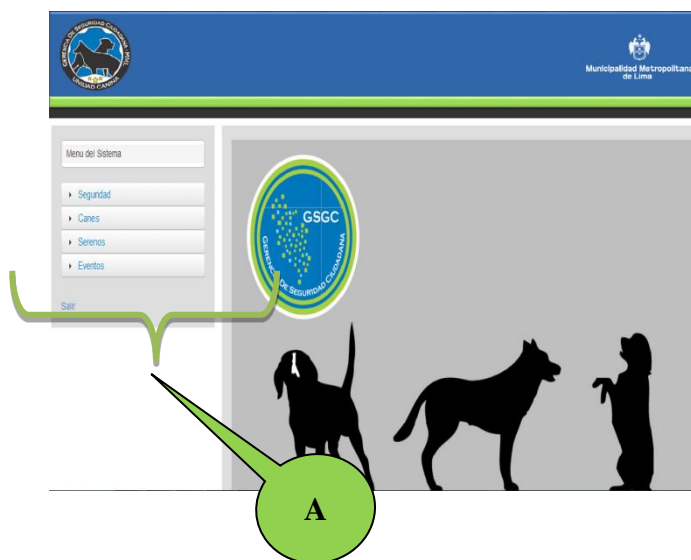 GERENCIA DE SEGURIDAD CIUDADANA, MML
UNIDAD CANINA
Municipalidad Metropolitana
de Lima
Menu del Sistema
Seguridad
Canes
Serenos
Eventos
Salir
GSGC
GERENCIA DE SEGURIDAD CIUDADANA
A